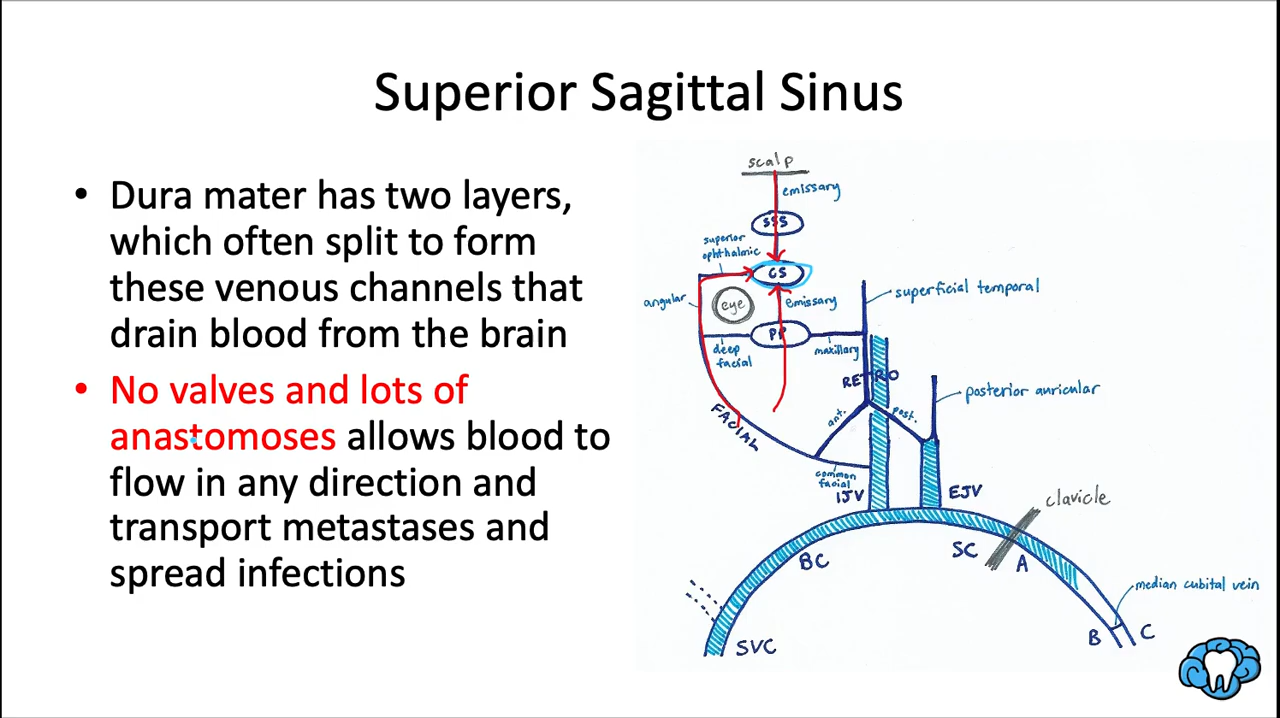 Superior Sagittal Sinus
• Dura mater has two layers,
which often split to form
these venous channels that
drain blood from the brain
• No valves and lots of
anastomoses allows blood to
flow in any direction and
transport metastases and
spread infections
scalp
emissary
SSS
superior
ophthalmic
CS
angular
eye
emissary
superficial temporal
PP
deep
facial
maxillary
RETRO
posterior auricular
FACIAL
ant.
post.
common
facial
IJV
EJV
clavicle
BC
SC
A
median cubital vein
B
C
SVC